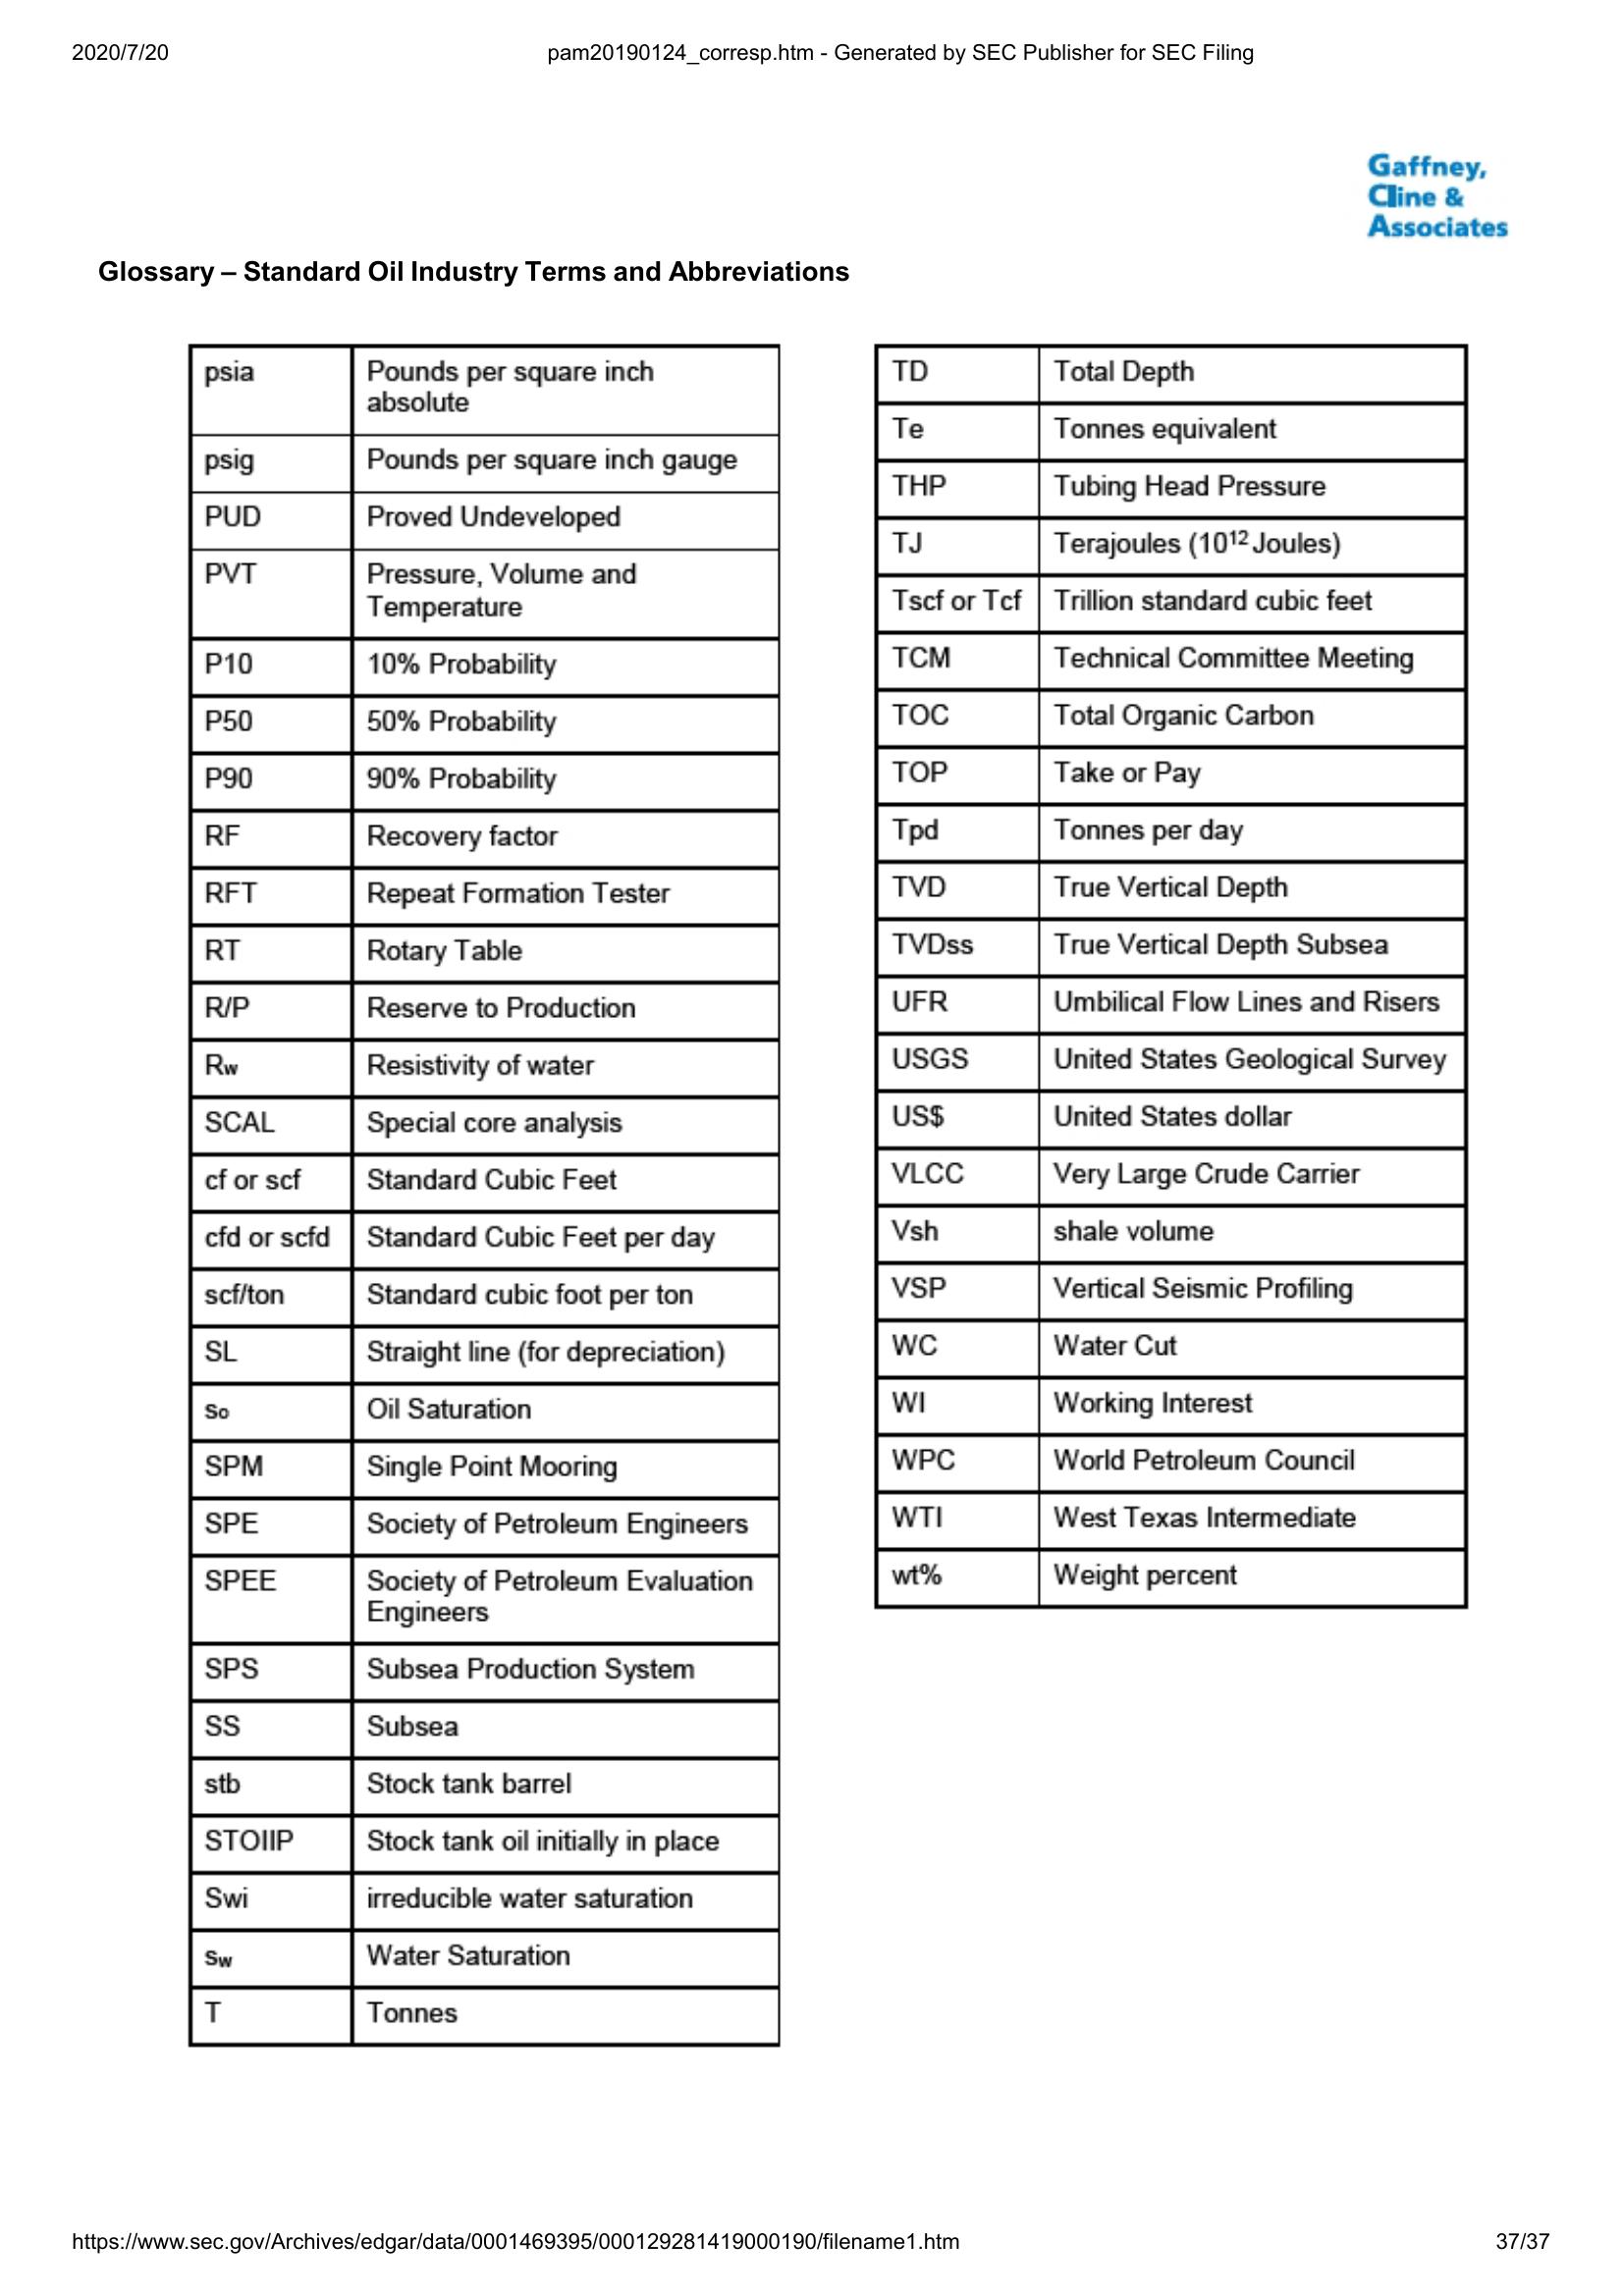 2020/7/20 pam20190124_corresp.htm - Generated by SEC Publisher for SEC Filing
Gaffney,
Cline &
Associates
Glossary – Standard Oil Industry Terms and Abbreviations
psia Pounds per square inch
absolute
psig Pounds per square inch gauge
PUD Proved Undeveloped
PVT Pressure, Volume and
Temperature
P10 10% Probability
P50 50% Probability
P90 90% Probability
RF Recovery factor
RFT Repeat Formation Tester
RT Rotary Table
R/P Reserve to Production
Rw Resistivity of water
SCAL Special core analysis
cf or scf Standard Cubic Feet
cfd or scfd Standard Cubic Feet per day
scf/ton Standard cubic foot per ton
SL Straight line (for depreciation)
so Oil Saturation
SPM Single Point Mooring
SPE Society of Petroleum Engineers
SPEE Society of Petroleum Evaluation
Engineers
SPS Subsea Production System
SS Subsea
stb Stock tank barrel
STOIIP Stock tank oil initially in place
Swi irreducible water saturation
sw Water Saturation
T Tonnes
TD Total Depth
Te Tonnes equivalent
THP Tubing Head Pressure
TJ Terajoules (10¹² Joules)
Tscf or Tcf Trillion standard cubic feet
TCM Technical Committee Meeting
TOC Total Organic Carbon
TOP Take or Pay
Tpd Tonnes per day
TVD True Vertical Depth
TVDss True Vertical Depth Subsea
UFR Umbilical Flow Lines and Risers
USGS United States Geological Survey
US$ United States dollar
VLCC Very Large Crude Carrier
Vsh shale volume
VSP Vertical Seismic Profiling
WC Water Cut
WI Working Interest
WPC World Petroleum Council
WTI West Texas Intermediate
wt% Weight percent
https://www.sec.gov/Archives/edgar/data/0001469395/000129281419000190/filename1.htm 37/37